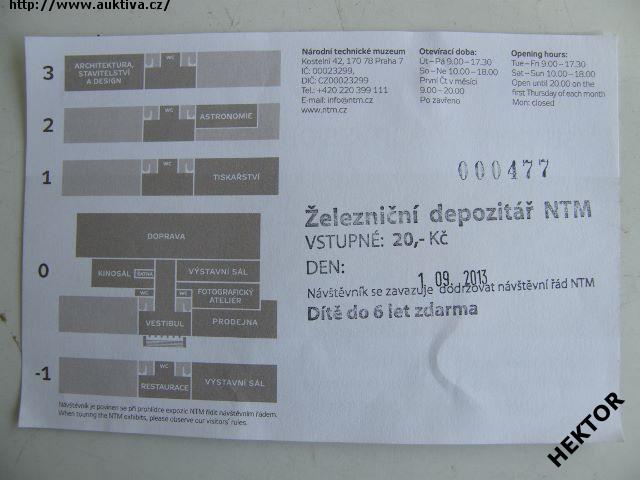 http://www.auktiva.cz/
3
ARCHITEKTURA,
STAVITELSTVÍ
A DESIGN
WC
2
WC
ASTRONOMIE
1
WC
TISKAŘSTVÍ
0
DOPRAVA
KINOSÁL
ŠATNA
VÝSTAVNÍ SÁL
WC
WC
FOTOGRAFICKÝ
ATELIER
VESTIBUL
PRODEJNA
-1
WC
RESTAURACE
VÝSTAVNÍ SÁL
Návštěvník je povinen se při prohlídce expozic NTM řídit návštěvním řádem.
When touring the NTM exhibits, please observe our visitors' rules.
Národní technické muzeum
Kostelní 42, 170 78 Praha 7
IČ: 00023299,
DIČ: CZ00023299
Tel.: +420 220 399 111
E-mail: info@ntm.cz
www.ntm.cz
Otevírací doba:
Út–Pá 9.00 –17.30
So–Ne 10.00 –18.00
První Čt v měsíci
9.00 –20.00
Po zavřeno
Opening hours:
Tue–Fri 9.00 –17.30
Sat–Sun 10.00 –18.00
Open until 20.00 on the
first Thursday of each month
Mon: closed
000477
Železniční depozitář NTM
VSTUPNÉ: 20,- Kč
DEN:
1 09. 2013
Návštěvník se zavazuje dodržovat návštěvní řád NTM
Dítě do 6 let zdarma
HEKTOR